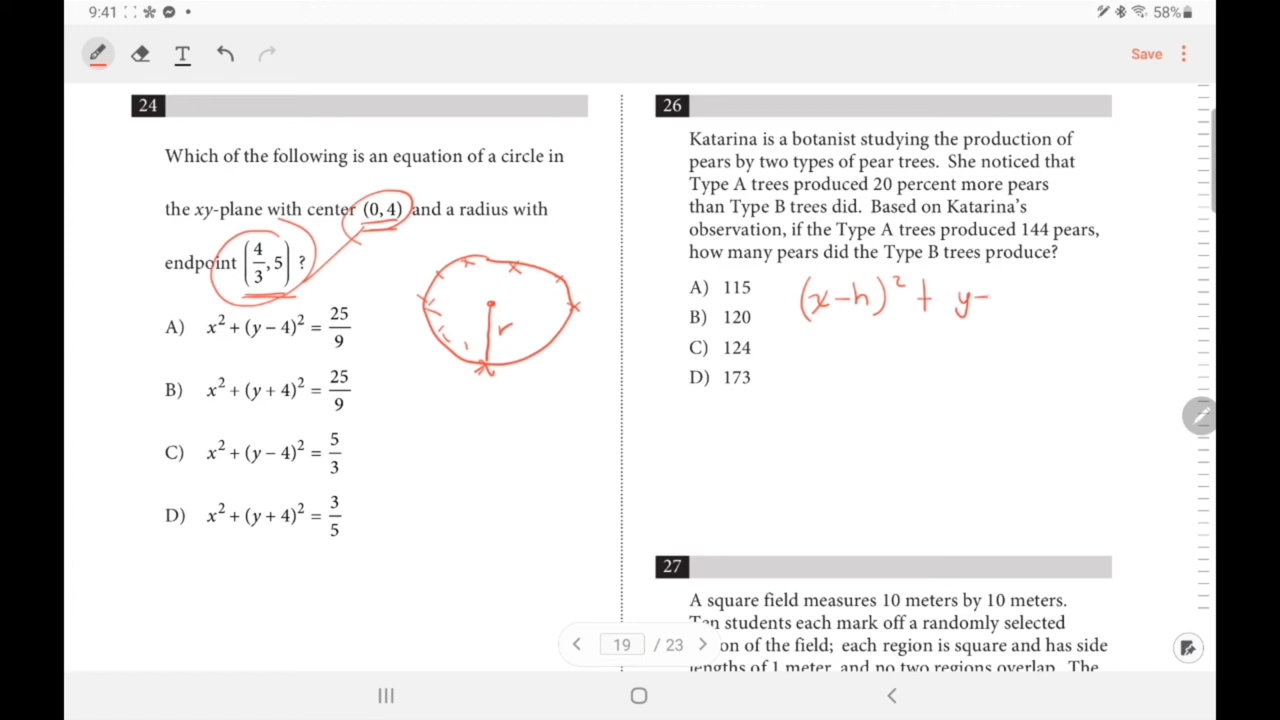 9:41
58%
T
Save
24
Which of the following is an equation of a circle in
the xy-plane with center (0, 4) and a radius with
endpoint (4/3, 5) ?
A) x² + (y − 4)² = 25/9
B) x² + (y + 4)² = 25/9
C) x² + (y − 4)² = 5/3
D) x² + (y + 4)² = 3/5
r
26
Katarina is a botanist studying the production of
pears by two types of pear trees. She noticed that
Type A trees produced 20 percent more pears
than Type B trees did. Based on Katarina's
observation, if the Type A trees produced 144 pears,
how many pears did the Type B trees produce?
A) 115
B) 120
C) 124
D) 173
(x−h)² + y−
27
A square field measures 10 meters by 10 meters.
Ten students each mark off a randomly selected
on of the field; each region is square and has side
lengths of 1 meter, and no two regions overlap. The
19 / 23